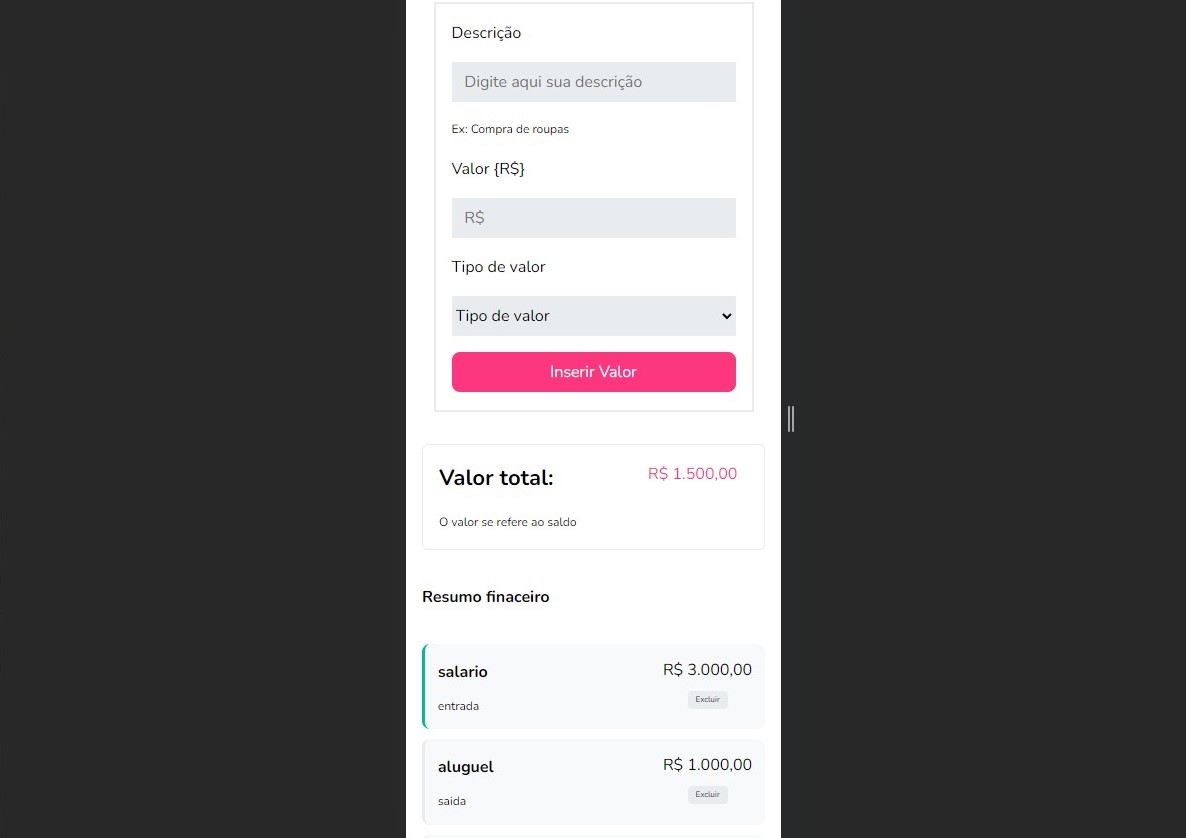 Descrição
Digite aqui sua descrição
Ex: Compra de roupas
Valor {R$}
R$
Tipo de valor
Tipo de valor
Inserir Valor
Valor total:
R$ 1.500,00
O valor se refere ao saldo
Resumo finaceiro
salario
R$ 3.000,00
entrada
Excluir
aluguel
R$ 1.000,00
saida
Excluir